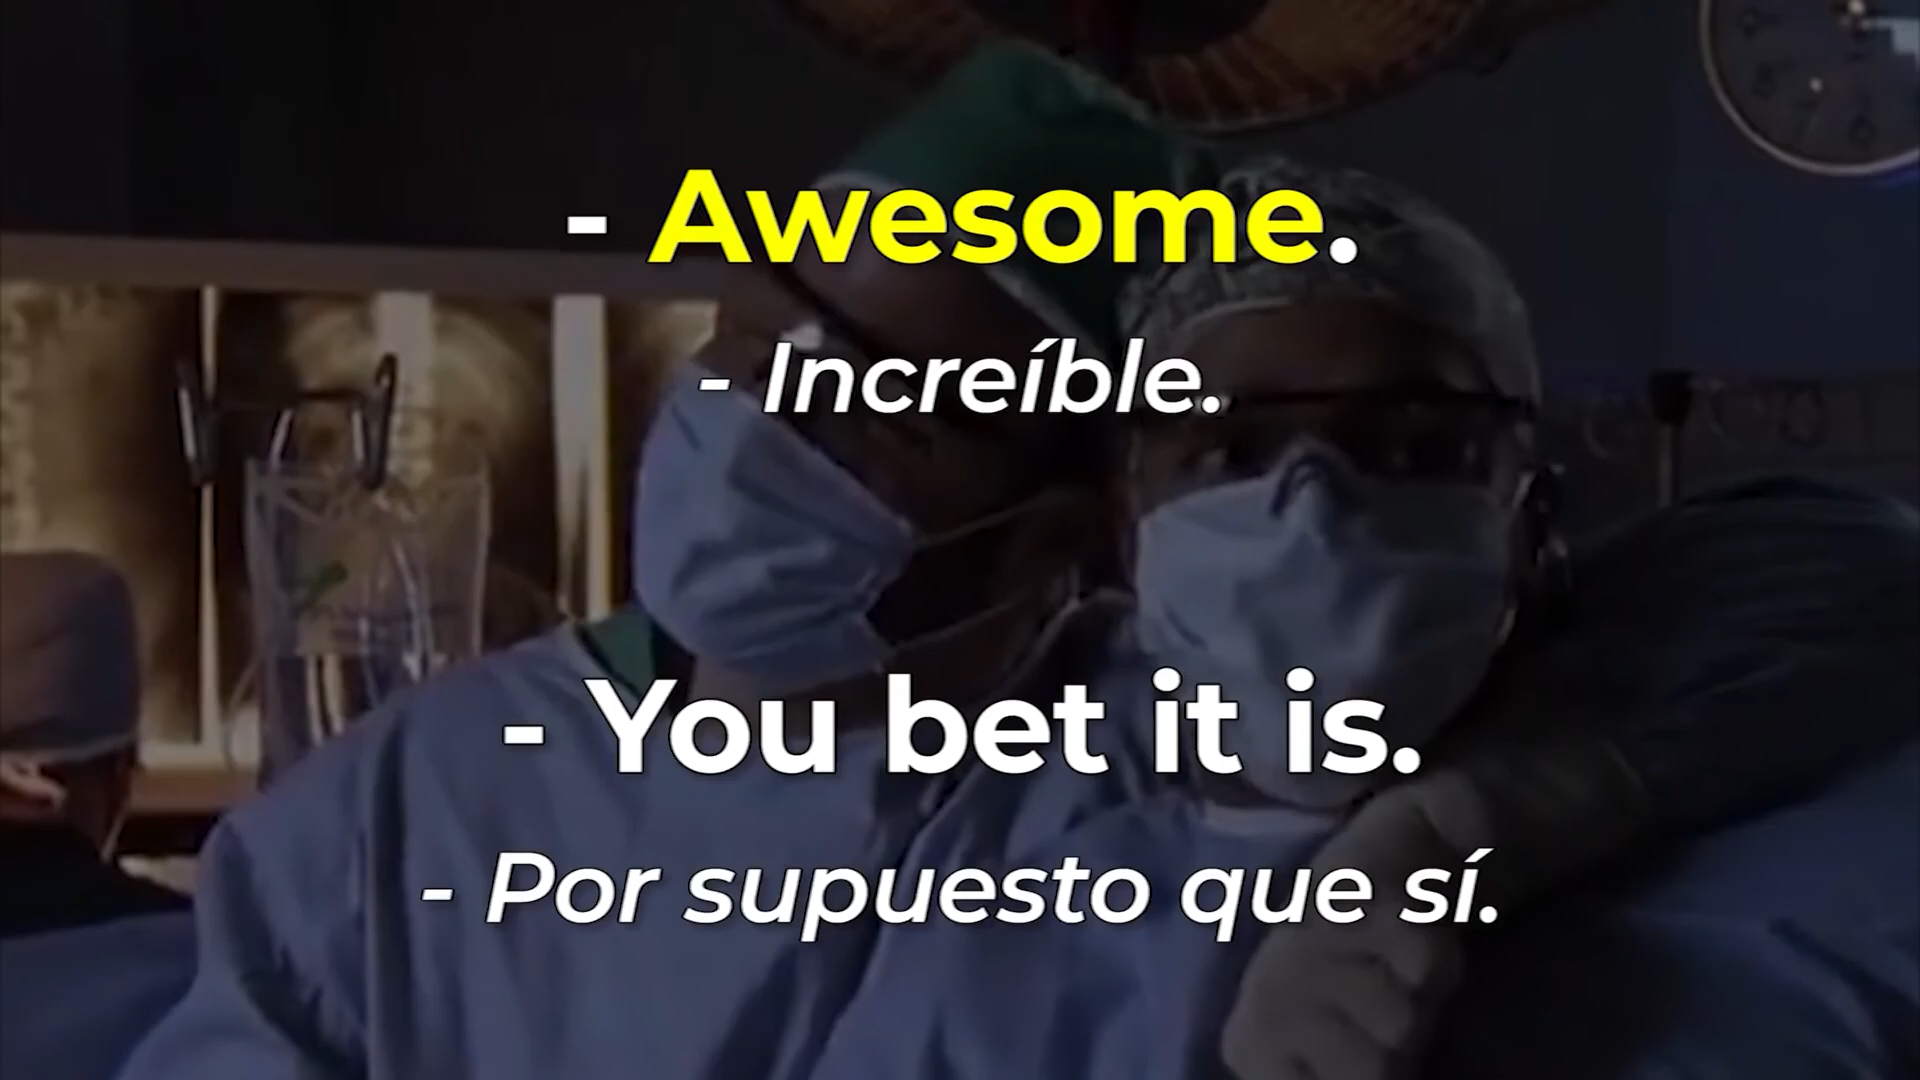 - Awesome.
- Increíble.
- You bet it is.
- Por supuesto que sí.